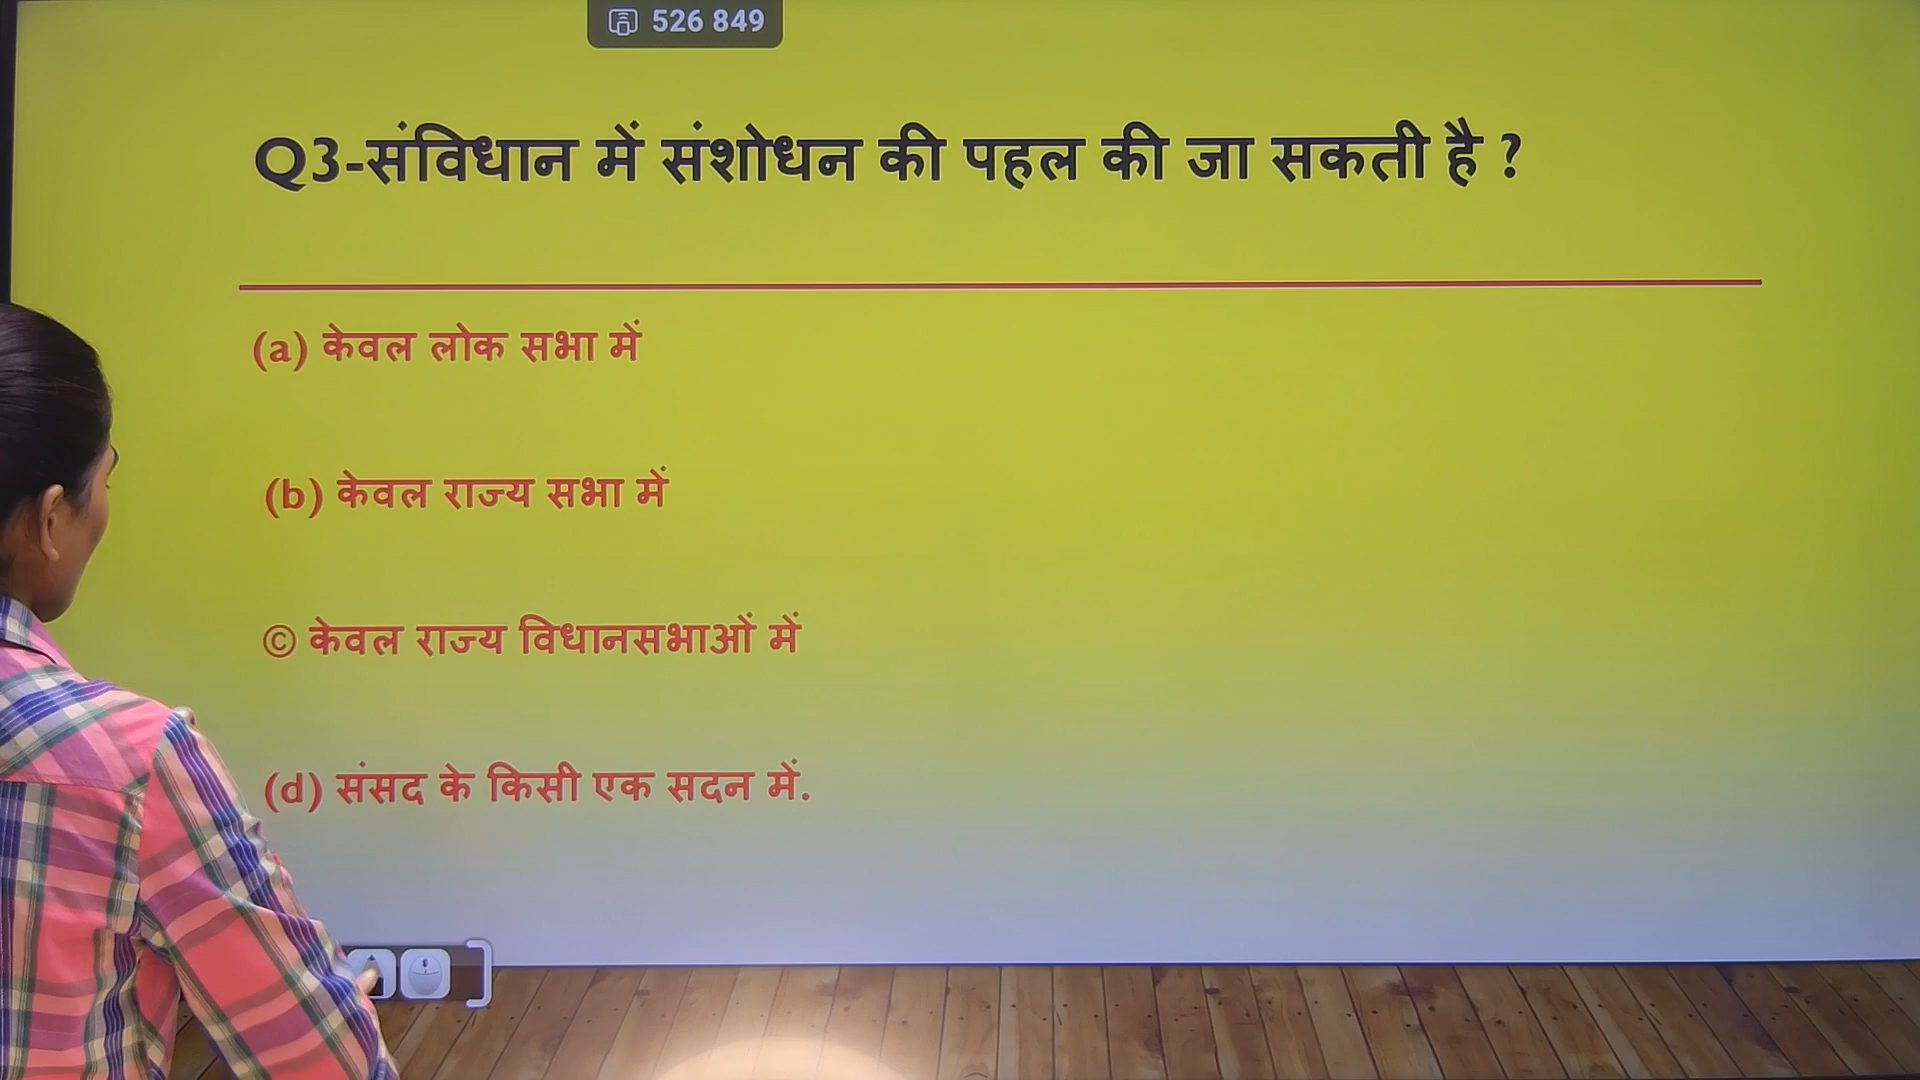 526 849
Q3-संविधान में संशोधन की पहल की जा सकती है ?
(a) केवल लोक सभा में
(b) केवल राज्य सभा में
© केवल राज्य विधानसभाओं में
(d) संसद के किसी एक सदन में.